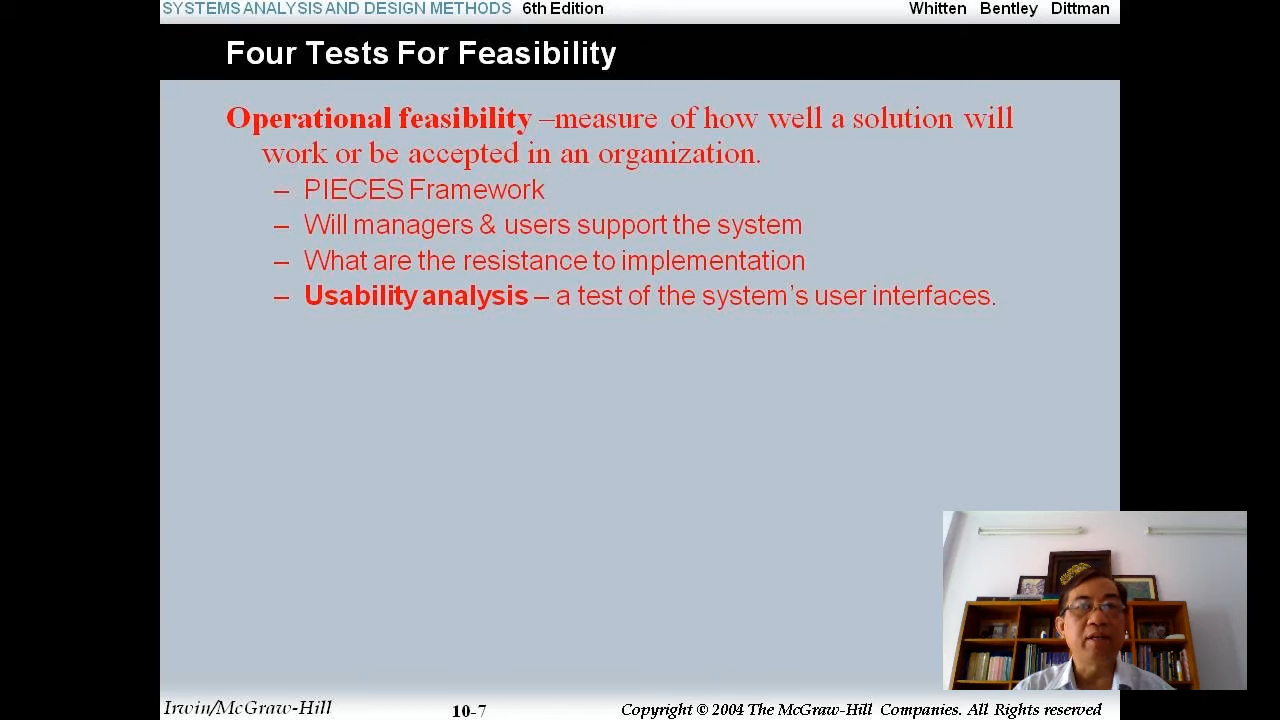 SYSTEMS ANALYSIS AND DESIGN METHODS 6th Edition Whitten Bentley Dittman
Four Tests For Feasibility
Operational feasibility –measure of how well a solution will
work or be accepted in an organization.
– PIECES Framework
– Will managers & users support the system
– What are the resistance to implementation
– Usability analysis – a test of the system's user interfaces.
Irwin/McGraw-Hill 10-7 Copyright © 2004 The McGraw-Hill Companies. All Rights reserved